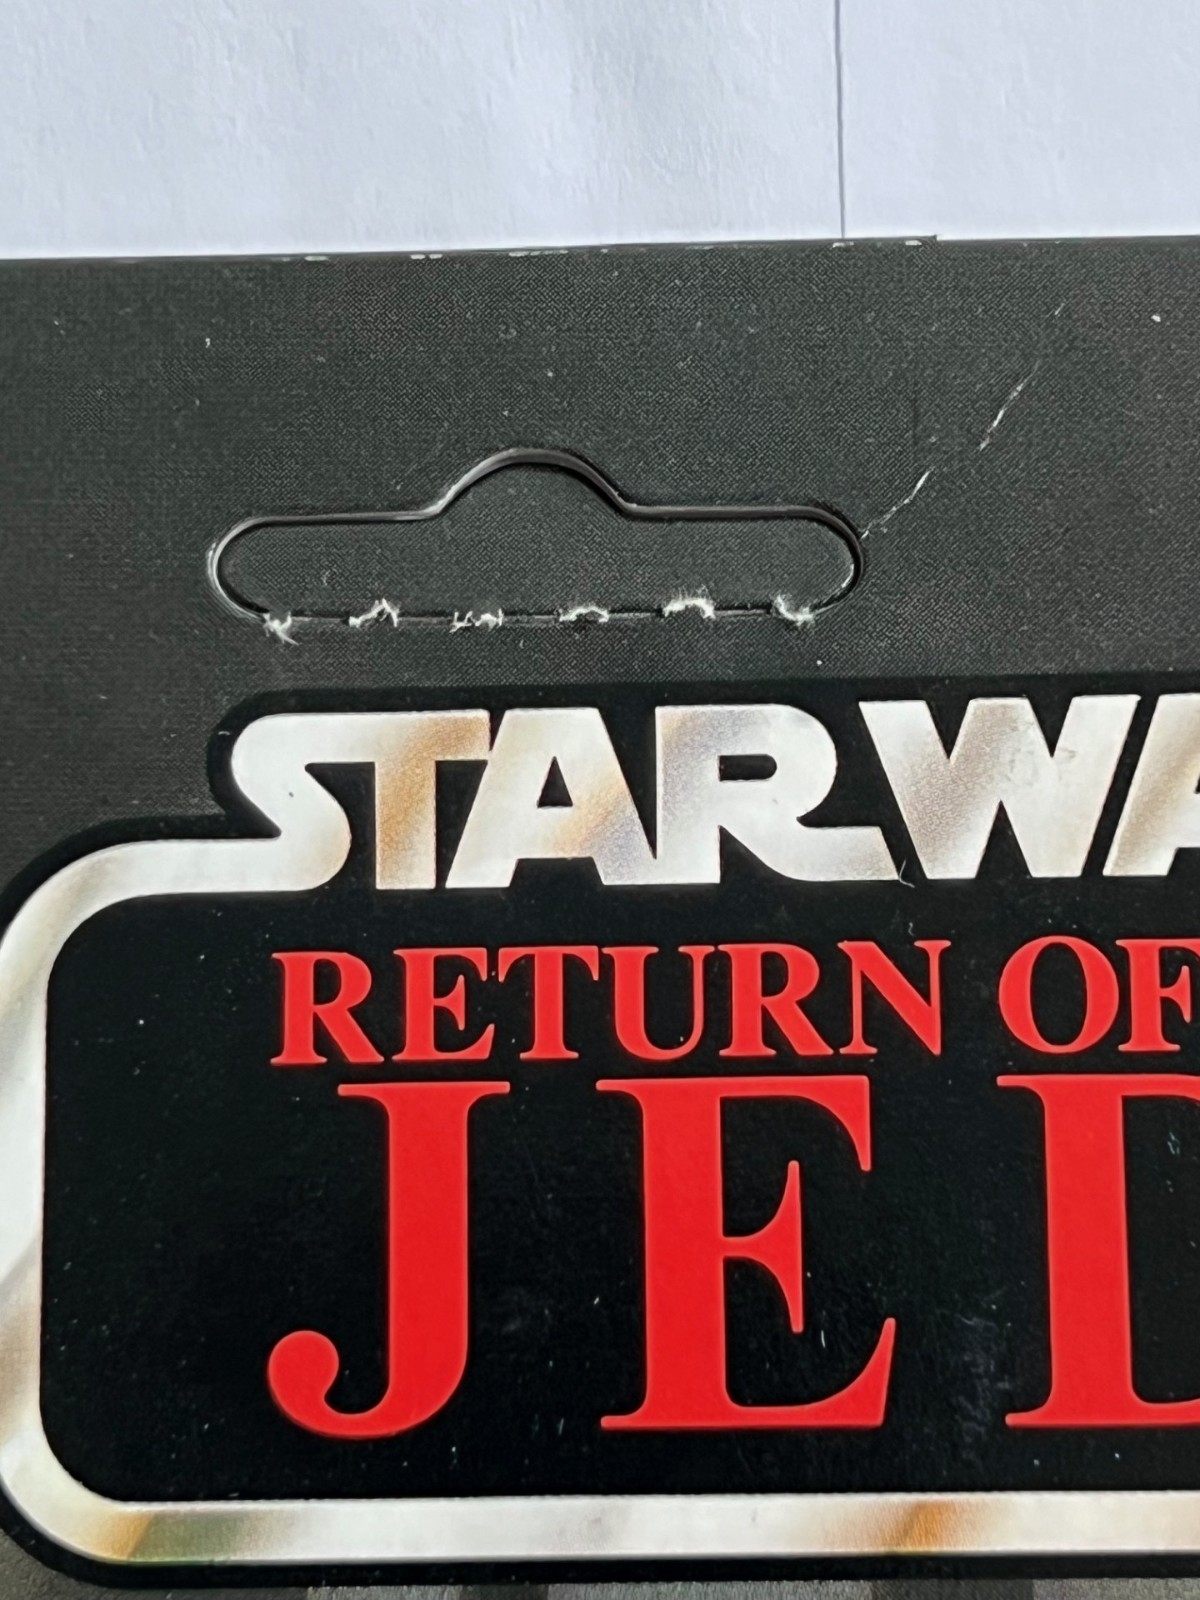 STAR WA
RETURN OF
JED